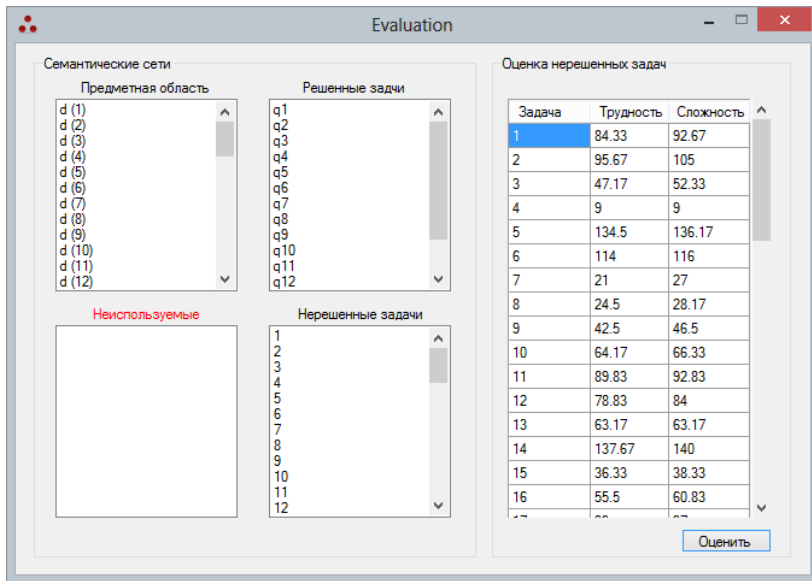 Evaluation
Семантические сети
Предметная область
d (1)
d (2)
d (3)
d (4)
d (5)
d (6)
d (7)
d (8)
d (9)
d (10)
d (11)
d (12)
Решенные задчи
q1
q2
q3
q4
q5
q6
q7
q8
q9
q10
q11
q12
Неиспользуемые
Нерешенные задачи
1
2
3
4
5
6
7
8
9
10
11
12
Оценка нерешенных задач
Задача Трудность Сложность
1 84.33 92.67
2 95.67 105
3 47.17 52.33
4 9 9
5 134.5 136.17
6 114 116
7 21 27
8 24.5 28.17
9 42.5 46.5
10 64.17 66.33
11 89.83 92.83
12 78.83 84
13 63.17 63.17
14 137.67 140
15 36.33 38.33
16 55.5 60.83
Оценить